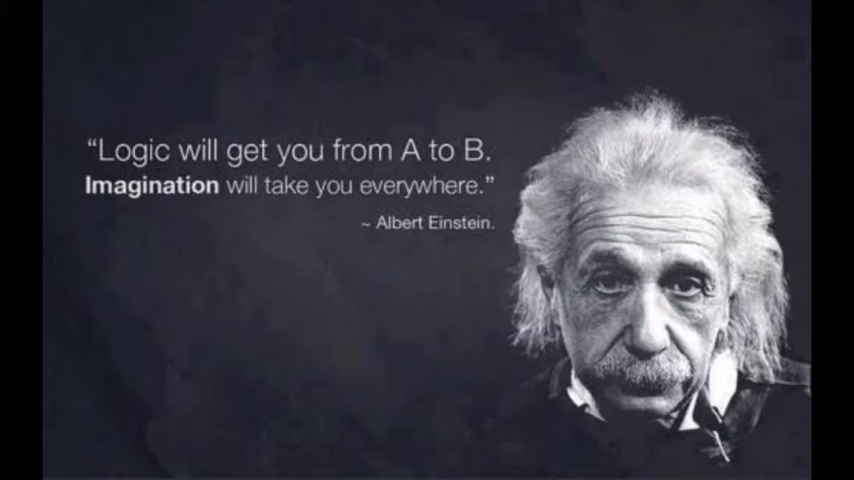 “Logic will get you from A to B.
Imagination will take you everywhere.”
~ Albert Einstein.